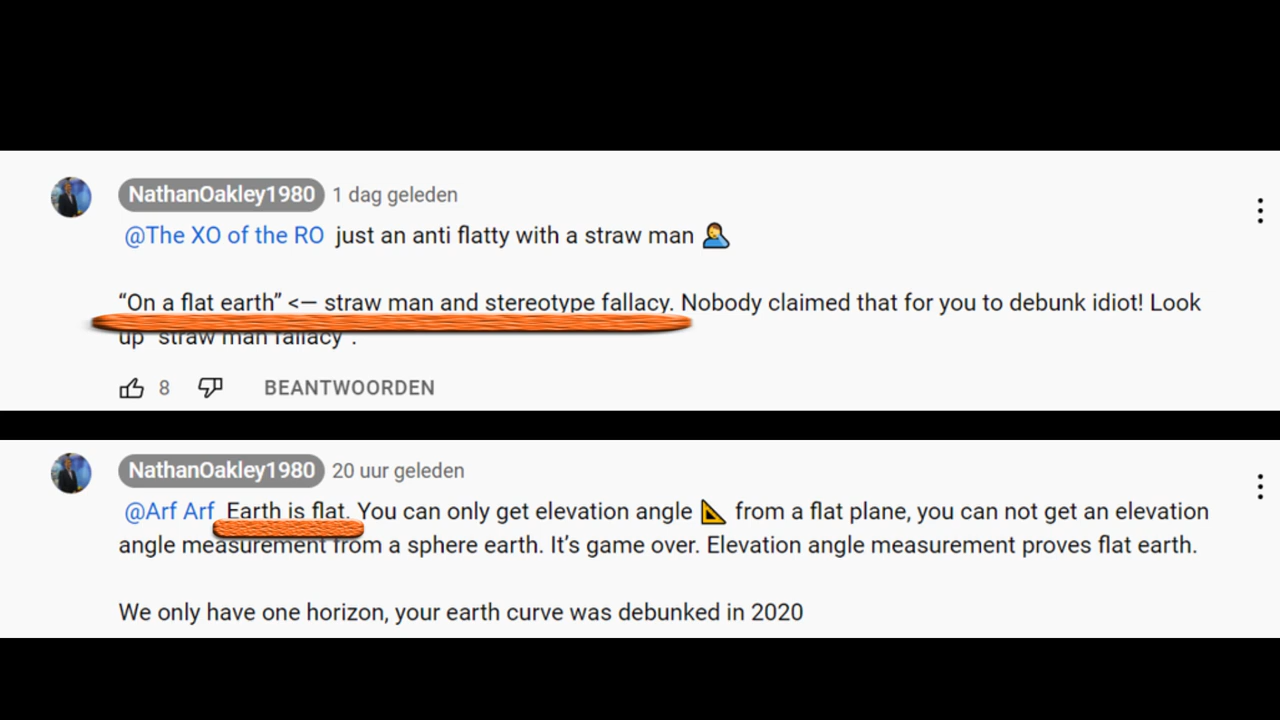 NathanOakley1980 1 dag geleden
@The XO of the RO just an anti flatty with a straw man 🤦
“On a flat earth” <— straw man and stereotype fallacy. Nobody claimed that for you to debunk idiot! Look
up “straw man fallacy”.
8 BEANTWOORDEN
NathanOakley1980 20 uur geleden
@Arf Arf Earth is flat. You can only get elevation angle 📐 from a flat plane, you can not get an elevation
angle measurement from a sphere earth. It’s game over. Elevation angle measurement proves flat earth.
We only have one horizon, your earth curve was debunked in 2020